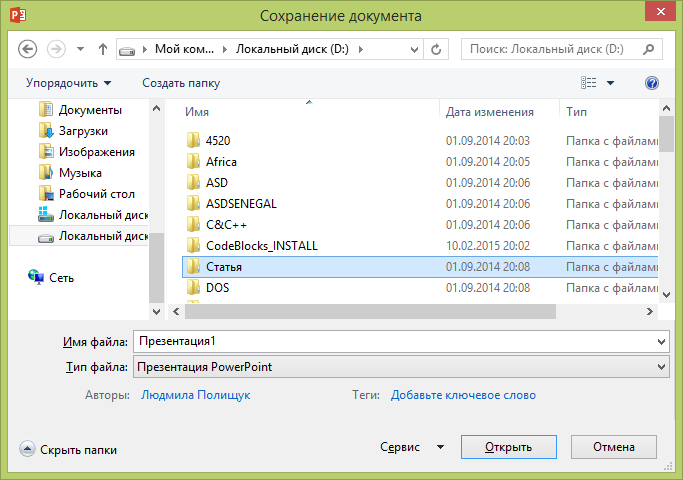 Сохранение документа
Мой ком... Локальный диск (D:) Поиск: Локальный диск (D:)
Упорядочить Создать папку
Документы
Загрузки
Изображения
Музыка
Рабочий стол
Локальный диск
Локальный диск
Сеть
Имя Дата изменения Тип
4520 01.09.2014 20:03 Папка с файлами
Africa 01.09.2014 20:05 Папка с файлами
ASD 01.09.2014 20:06 Папка с файлами
ASDSENEGAL 01.09.2014 20:06 Папка с файлами
C&C++ 01.09.2014 20:06 Папка с файлами
CodeBlocks_INSTALL 10.02.2015 20:02 Папка с файлами
Статья 01.09.2014 20:08 Папка с файлами
DOS 01.09.2014 20:08 Папка с файлами
Имя файла: Презентация1
Тип файла: Презентация PowerPoint
Авторы: Людмила Полищук Теги: Добавьте ключевое слово
Скрыть папки Сервис Открыть Отмена